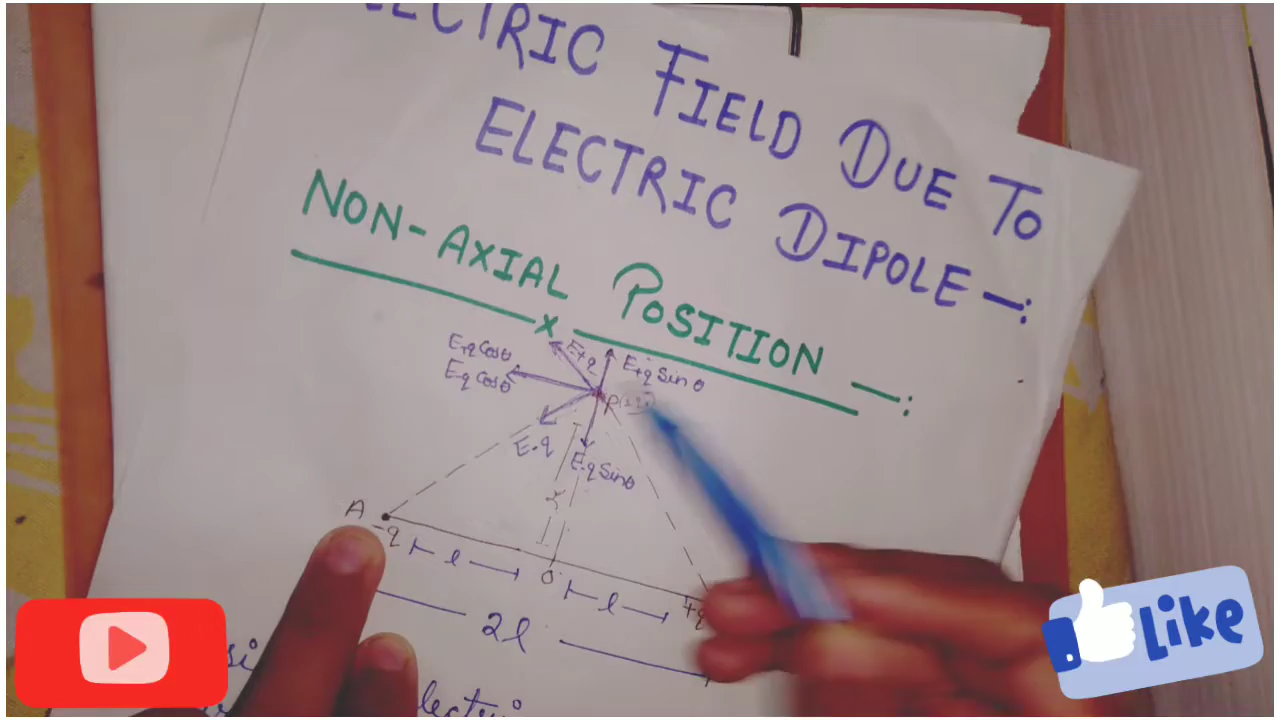 ELECTRIC FIELD DUE TO
ELECTRIC DIPOLE -:
NON-AXIAL POSITION -:
E+q Cosθ
E-q Cosθ
E+q
E+q Sinθ
P
E-q
E-q Sinθ
r
A
-q
l
O
l
+q
2l
Like